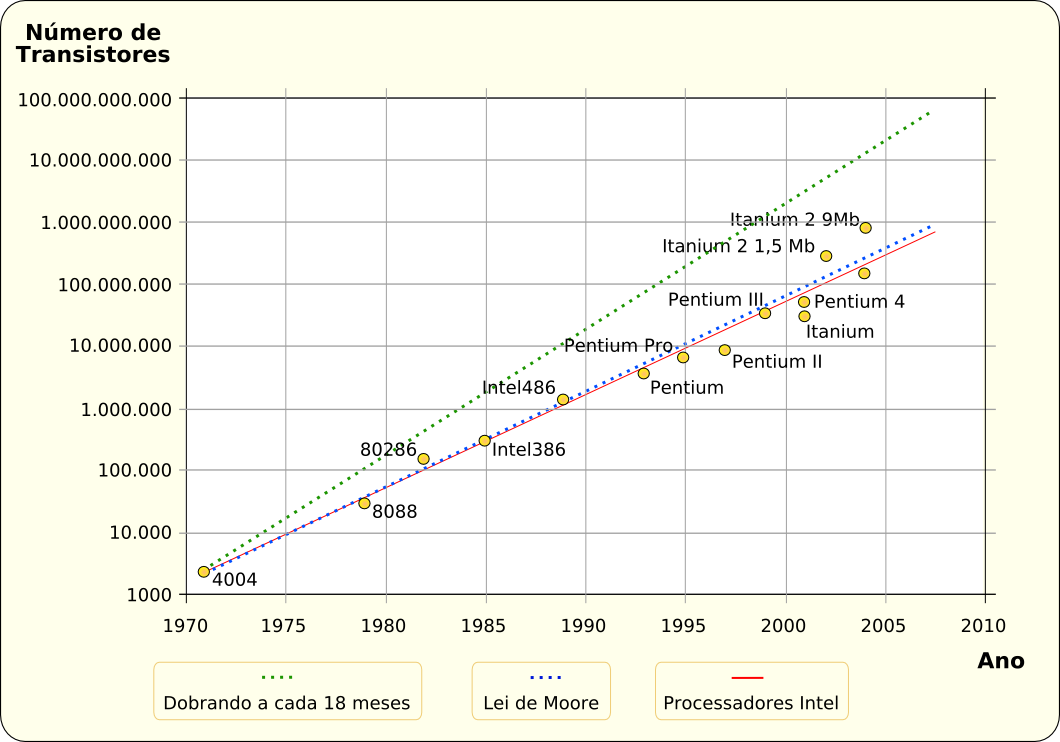 Número de
Transistores
100.000.000.000
10.000.000.000
1.000.000.000
100.000.000
10.000.000
1.000.000
100.000
10.000
1000
Itanium 2 9Mb
Itanium 2 1,5 Mb
Pentium III
Pentium 4
Itanium
Pentium Pro
Pentium II
Intel486
Pentium
80286
Intel386
8088
4004
1970 1975 1980 1985 1990 1995 2000 2005 2010
Ano
Dobrando a cada 18 meses
Lei de Moore
Processadores Intel